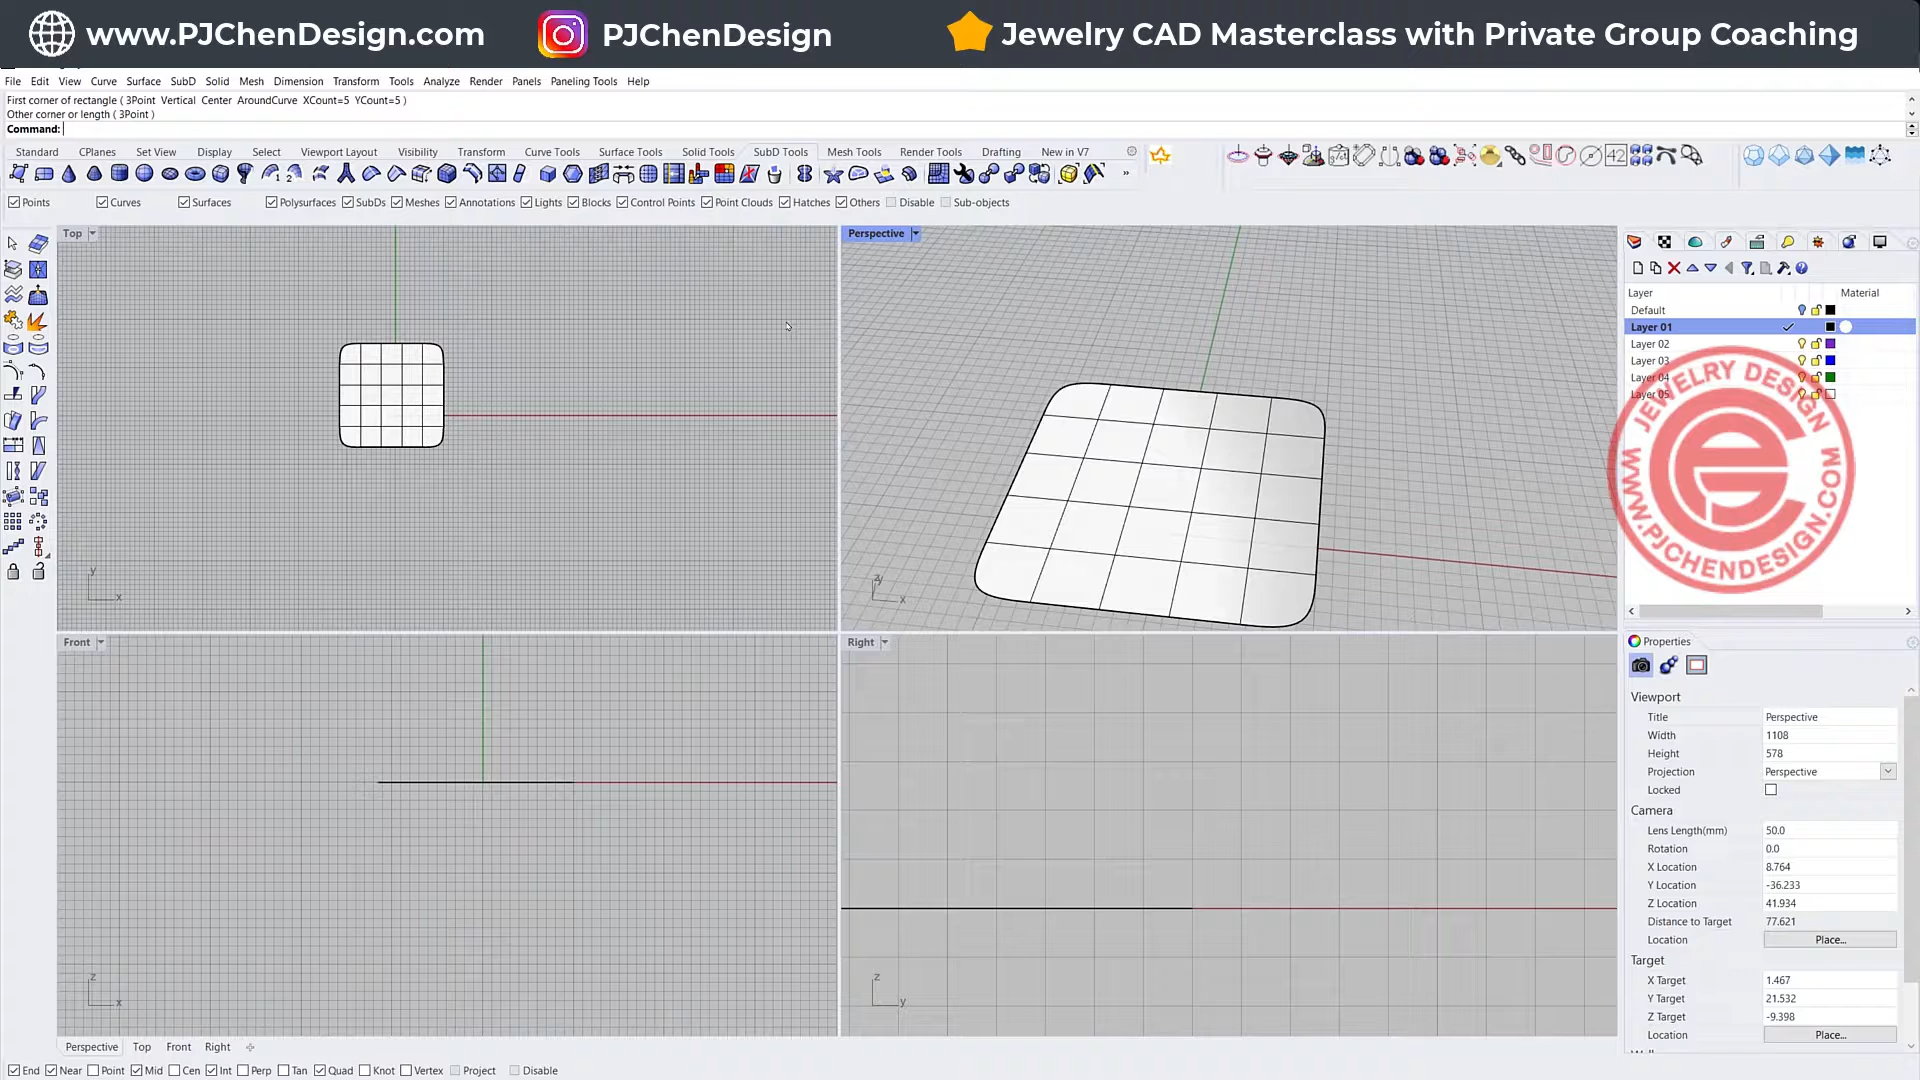 www.PJChenDesign.com PJChenDesign Jewelry CAD Masterclass with Private Group Coaching
File Edit View Curve Surface SubD Solid Mesh Dimension Transform Tools Analyze Render Panels Paneling Tools Help
First corner of rectangle ( 3Point Vertical Center AroundCurve XCount=5 YCount=5 )
Other corner or length ( 3Point )
Command:
Standard CPlanes Set View Display Select Viewport Layout Visibility Transform Curve Tools Surface Tools Solid Tools SubD Tools Mesh Tools Render Tools Drafting New in V7
42
Points Curves Surfaces Polysurfaces SubDs Meshes Annotations Lights Blocks Control Points Point Clouds Hatches Others Disable Sub-objects
Top Perspective
Layer Material
Default
Layer 01
Layer 02
Layer 03
Layer 04
Layer 05
JEWELRY DESIGN
WWW.PJCHENDESIGN.COM
y x
z y x
Front Right
Properties
Viewport
Title Perspective
Width 1108
Height 578
Projection Perspective
Locked
Camera
Lens Length(mm) 50.0
Rotation 0.0
X Location 8.764
Y Location -36.233
Z Location 41.934
Distance to Target 77.621
Location Place...
Target
X Target 1.467
Y Target 21.532
Z Target -9.398
Location Place...
z x
z y
Perspective Top Front Right
End Near Point Mid Cen Int Perp Tan Quad Knot Vertex Project Disable